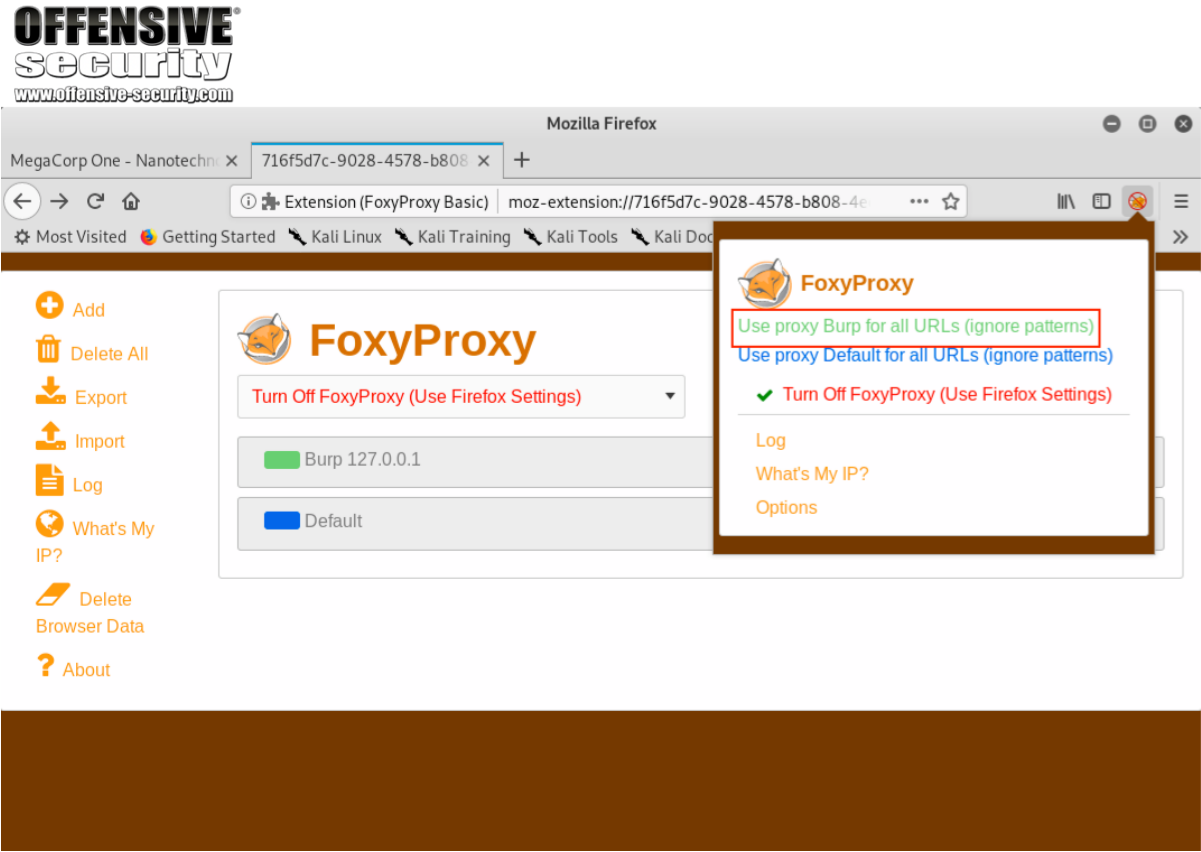 OFFENSIVE®
security
www.offensive-security.com
Mozilla Firefox
MegaCorp One - Nanotechn
716f5d7c-9028-4578-b808
Extension (FoxyProxy Basic)
moz-extension://716f5d7c-9028-4578-b808-4e
Most Visited
Getting Started
Kali Linux
Kali Training
Kali Tools
Kali Doc
Add
Delete All
Export
Import
Log
What's My
IP?
Delete
Browser Data
About
FoxyProxy
Turn Off FoxyProxy (Use Firefox Settings)
Burp 127.0.0.1
Default
FoxyProxy
Use proxy Burp for all URLs (ignore patterns)
Use proxy Default for all URLs (ignore patterns)
Turn Off FoxyProxy (Use Firefox Settings)
Log
What's My IP?
Options